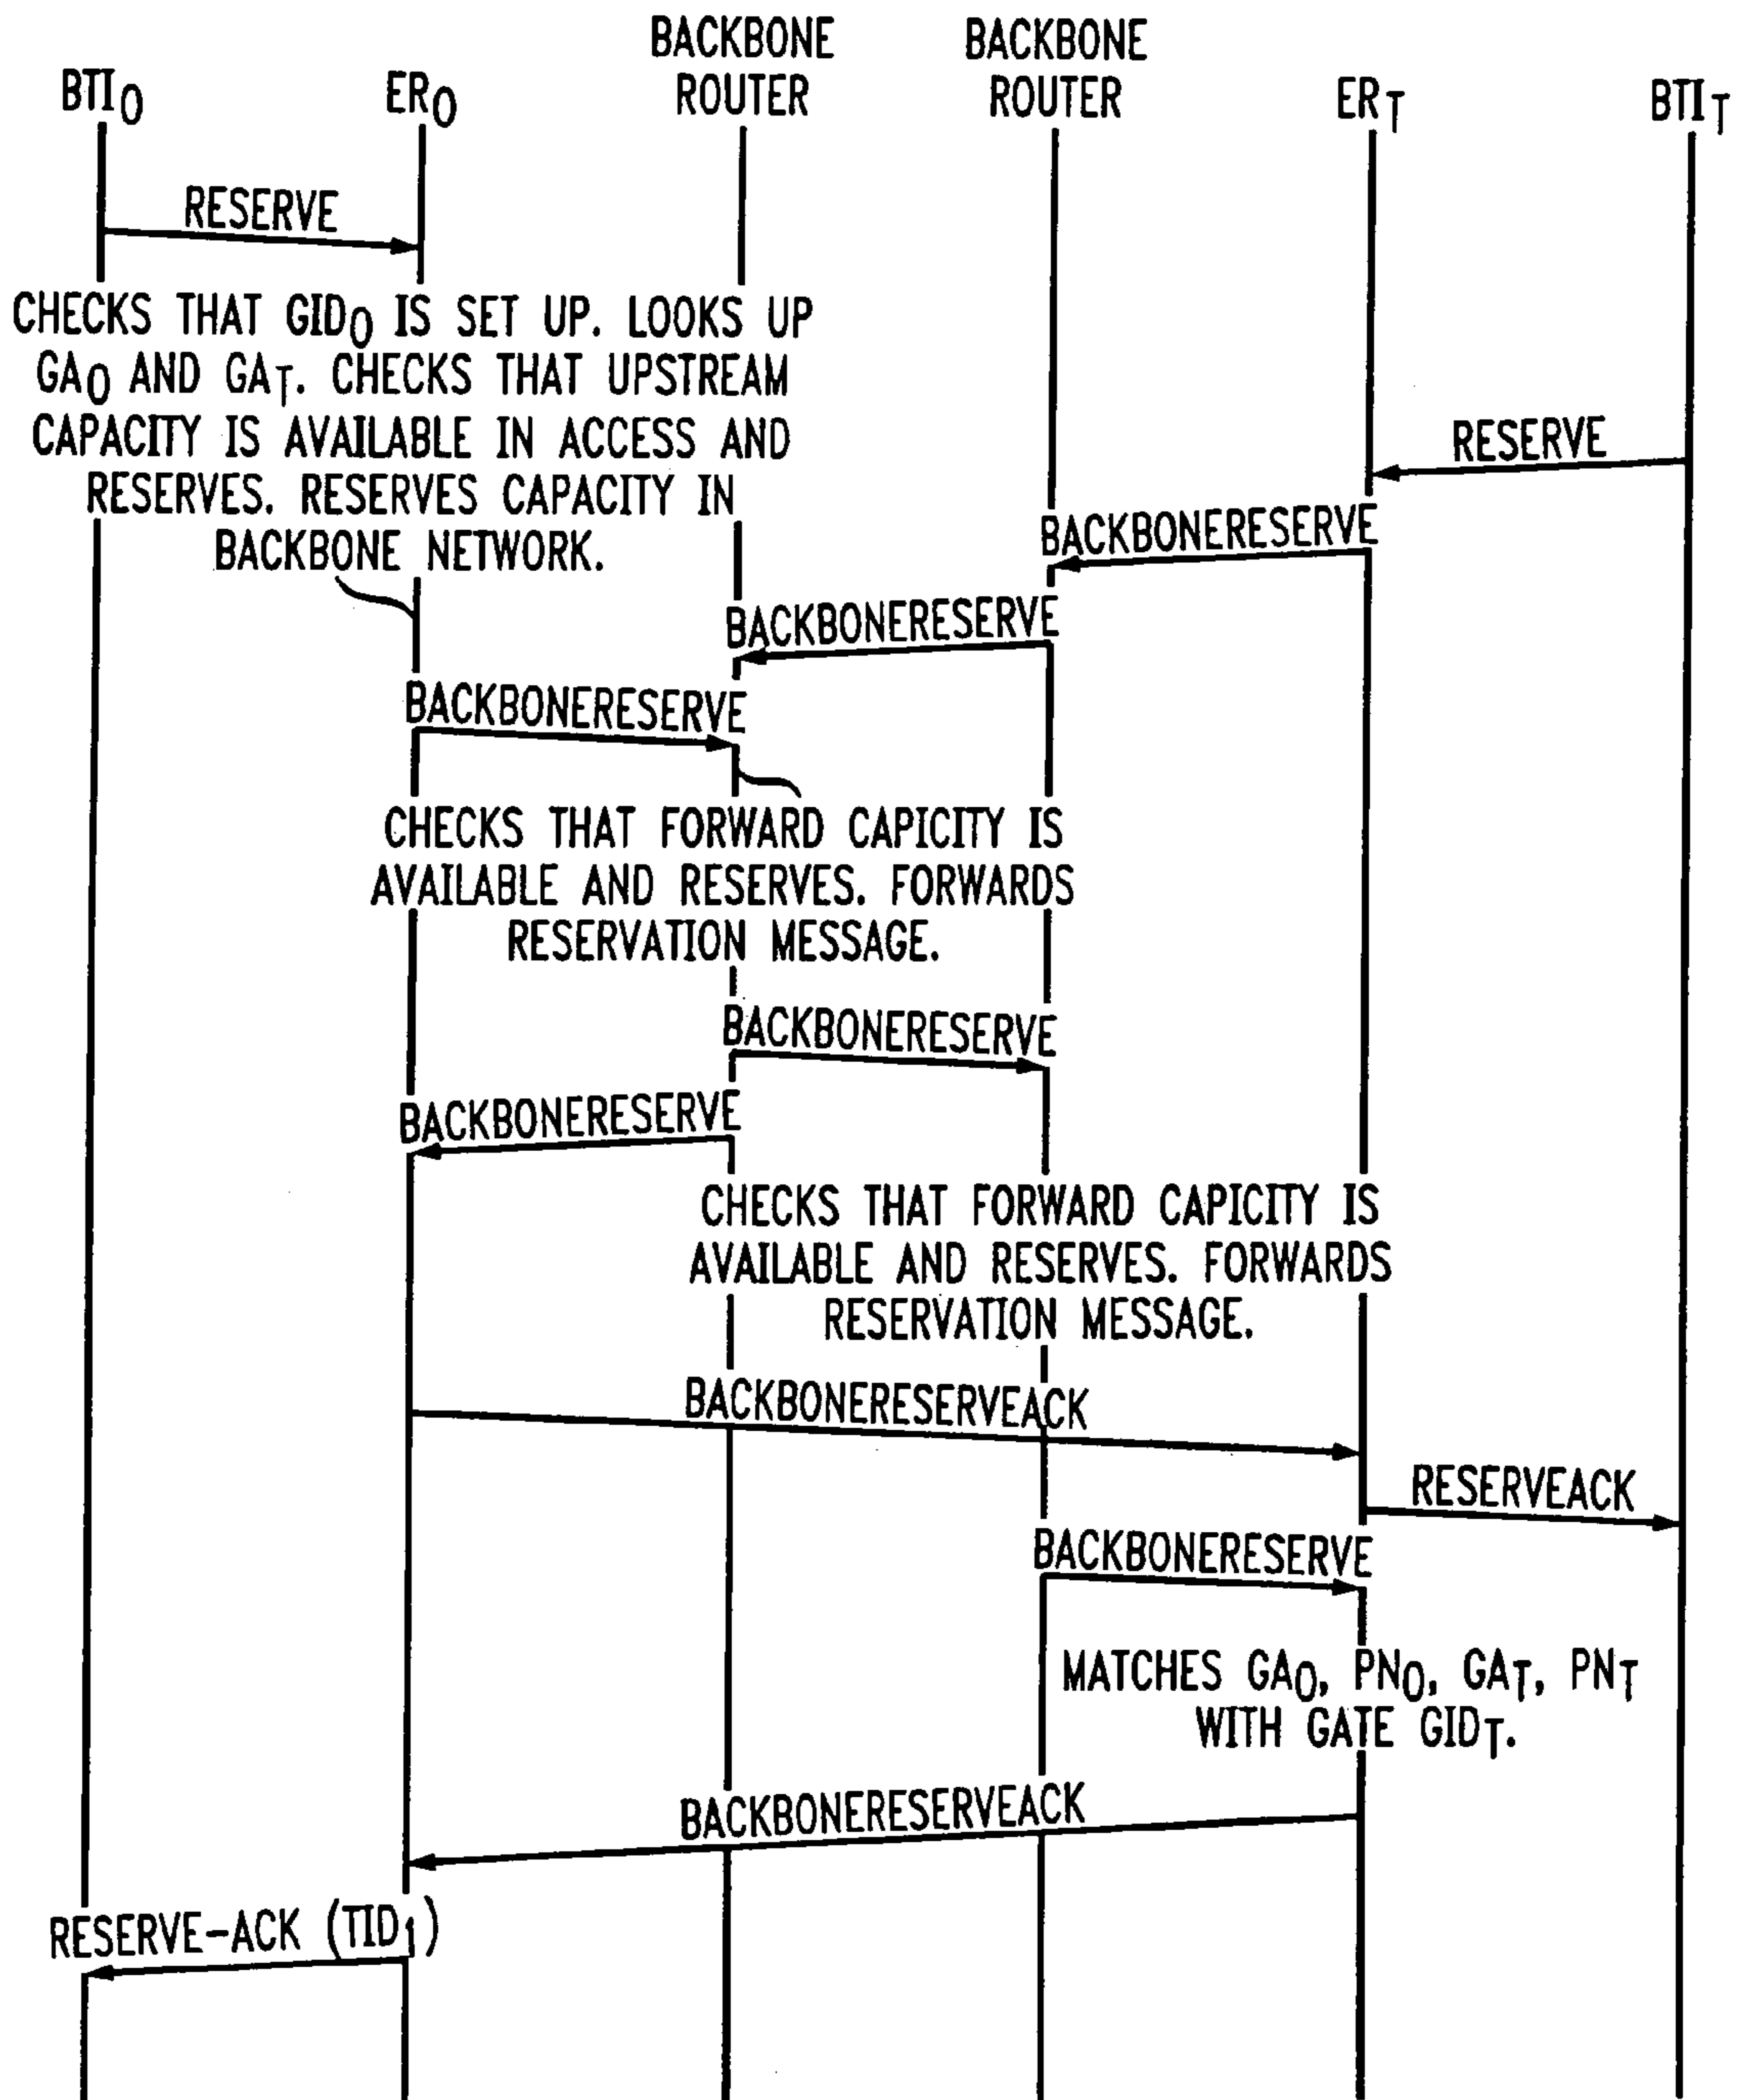 BACKBONE
ROUTER
BACKBONE
ROUTER
BTIO
ERO
ERT
BTIT
RESERVE
CHECKS THAT GIDO IS SET UP. LOOKS UP
GAO AND GAT. CHECKS THAT UPSTREAM
CAPACITY IS AVAILABLE IN ACCESS AND
RESERVES. RESERVES CAPACITY IN
BACKBONE NETWORK.
RESERVE
BACKBONERESERVE
BACKBONERESERVE
BACKBONERESERVE
CHECKS THAT FORWARD CAPICITY IS
AVAILABLE AND RESERVES. FORWARDS
RESERVATION MESSAGE.
BACKBONERESERVE
BACKBONERESERVE
CHECKS THAT FORWARD CAPICITY IS
AVAILABLE AND RESERVES. FORWARDS
RESERVATION MESSAGE.
BACKBONERESERVEACK
RESERVEACK
BACKBONERESERVE
MATCHES GAO, PNO, GAT, PNT
WITH GATE GIDT.
BACKBONERESERVEACK
RESERVE-ACK (TID1)